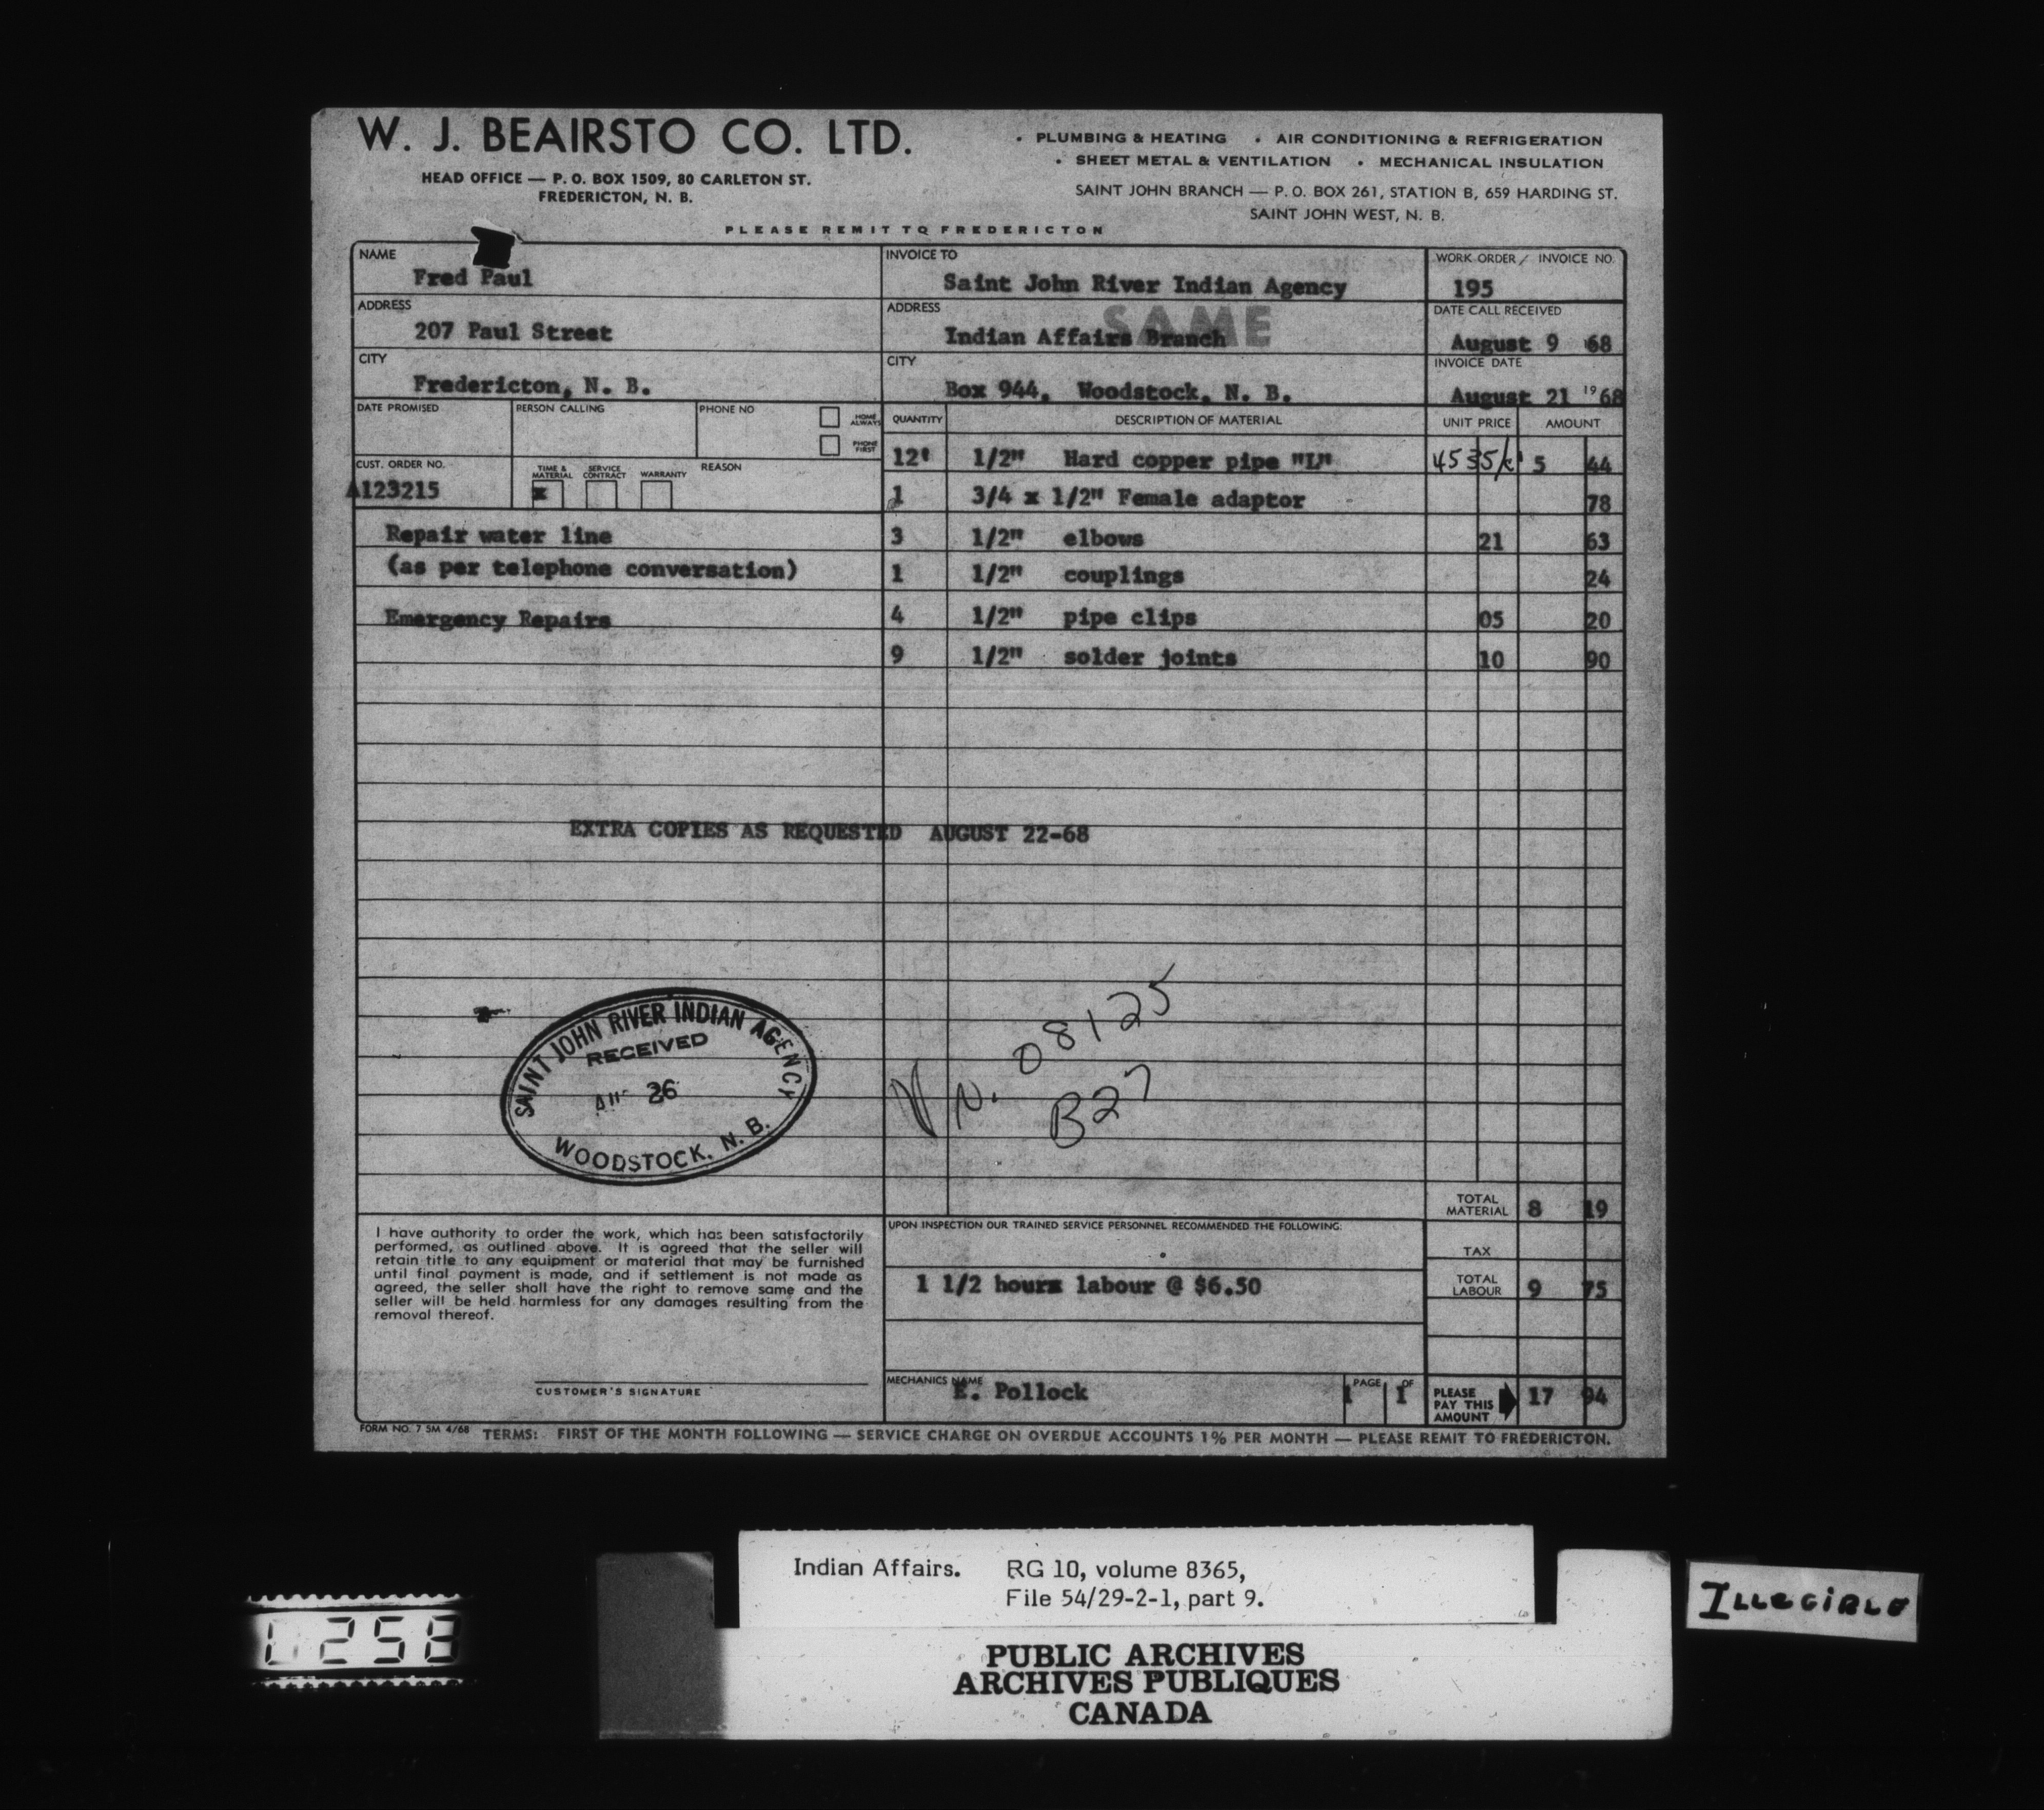 W. J. BEAIRSTO CO. LTD.
HEAD OFFICE — P. O. BOX 1509, 80 CARLETON ST.
FREDERICTON, N. B.
• PLUMBING & HEATING • AIR CONDITIONING & REFRIGERATION
• SHEET METAL & VENTILATION • MECHANICAL INSULATION
SAINT JOHN BRANCH — P. O. BOX 261, STATION B, 659 HARDING ST.
SAINT JOHN WEST, N. B.
PLEASE REMIT TO FREDERICTON
NAME
Fred Paul
ADDRESS
207 Paul Street
CITY
Fredericton, N. B.
INVOICE TO
Saint John River Indian Agency
ADDRESS
SAME
Indian Affairs Branch
CITY
Box 944, Woodstock, N. B.
WORK ORDER / INVOICE NO.
195
DATE CALL RECEIVED
August 9 68
INVOICE DATE
August 21 1968
DATE PROMISED
PERSON CALLING
PHONE NO
HOME ALWAYS
PHONE FIRST
CUST. ORDER NO.
A123215
TIME & MATERIAL
x
SERVICE CONTRACT
WARRANTY
REASON
Repair water line
(as per telephone conversation)
Emergency Repairs
QUANTITY DESCRIPTION OF MATERIAL UNIT PRICE AMOUNT
12' 1/2" Hard copper pipe "L" 5 44
1 3/4 x 1/2" Female adaptor 78
3 1/2" elbows 21 63
1 1/2" couplings 24
4 1/2" pipe clips 05 20
9 1/2" solder joints 10 90
EXTRA COPIES AS REQUESTED AUGUST 22-68
SAINT JOHN RIVER INDIAN AGENCY
RECEIVED
26
WOODSTOCK, N. B.
N. 08125
B27
TOTAL MATERIAL 8 19
TAX
TOTAL LABOUR 9 75
I have authority to order the work, which has been satisfactorily
performed, as outlined above. It is agreed that the seller will
retain title to any equipment or material that may be furnished
until final payment is made, and if settlement is not made as
agreed, the seller shall have the right to remove same and the
seller will be held harmless for any damages resulting from the
removal thereof.
CUSTOMER'S SIGNATURE
UPON INSPECTION OUR TRAINED SERVICE PERSONNEL RECOMMENDED THE FOLLOWING:
1 1/2 hours labour @ $6.50
MECHANICS NAME
E. Pollock
PAGE 1 OF 1
PLEASE PAY THIS AMOUNT 17 94
FORM NO. 7 5M 4/68
TERMS: FIRST OF THE MONTH FOLLOWING — SERVICE CHARGE ON OVERDUE ACCOUNTS 1% PER MONTH — PLEASE REMIT TO FREDERICTON.
Indian Affairs. RG 10, volume 8365,
File 54/29-2-1, part 9.
PUBLIC ARCHIVES
ARCHIVES PUBLIQUES
CANADA
ILLEGIBLE